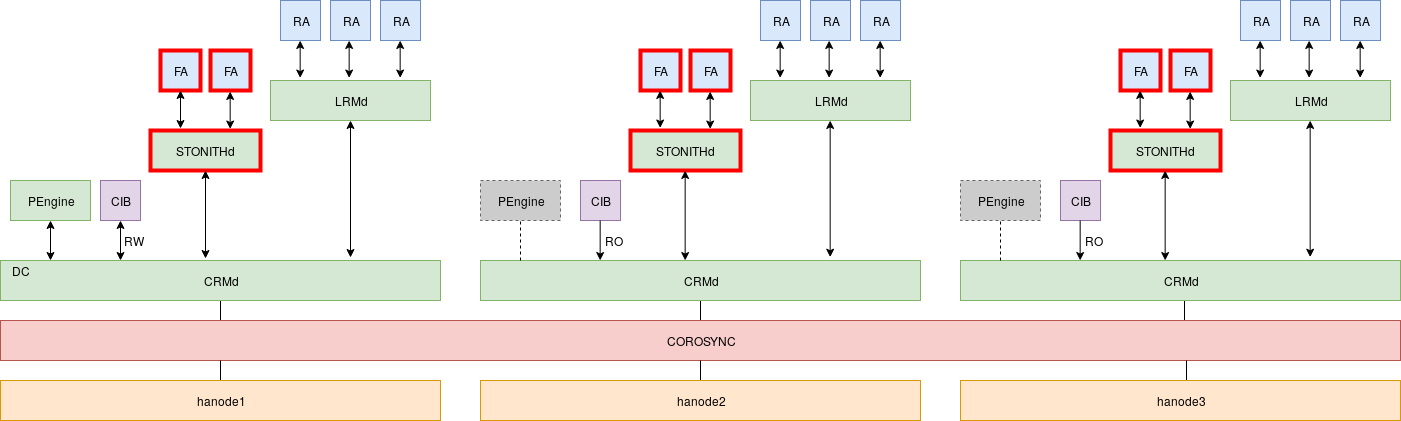 RA RA RA RA RA RA RA RA RA
FA FA FA FA FA FA
LRMd LRMd LRMd
STONITHd STONITHd STONITHd
PEngine CIB PEngine CIB PEngine CIB
RW RO RO
DC
CRMd CRMd CRMd
COROSYNC
hanode1 hanode2 hanode3